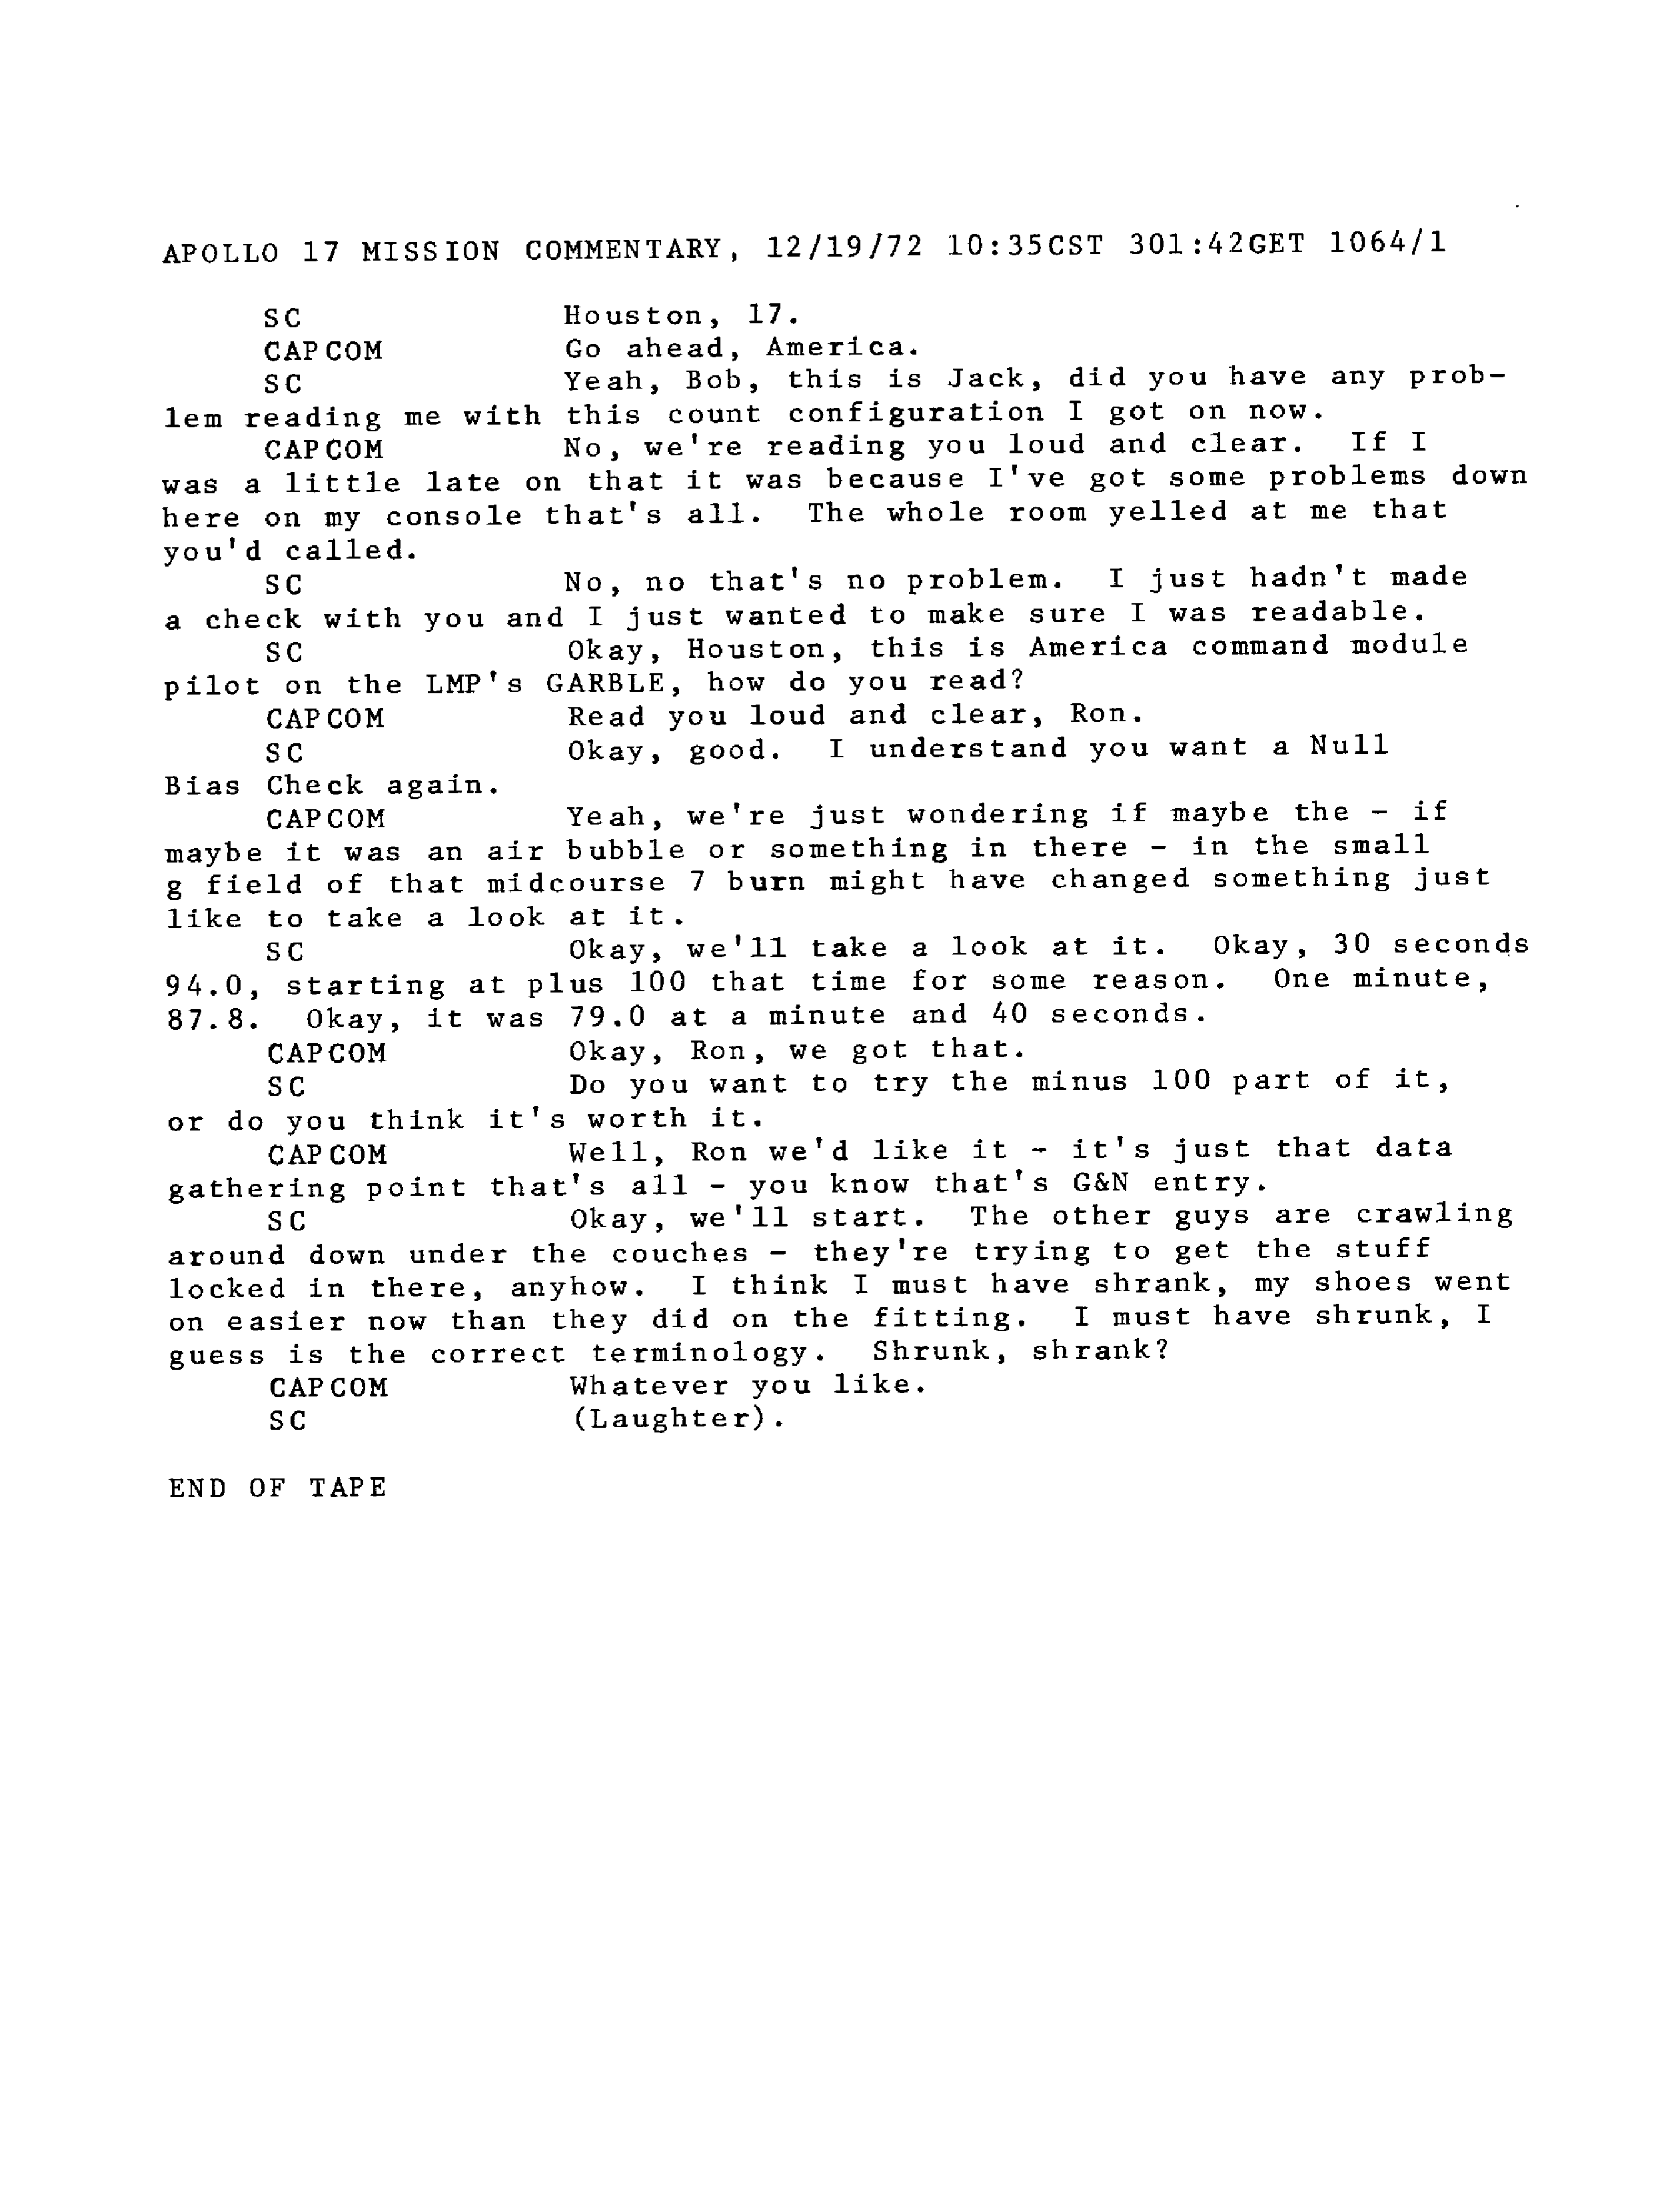 APOLLO 17 MISSION COMMENTARY, 12/19/72 10:35CST 301:42GET 1064/1
SC Houston, 17.
CAPCOM Go ahead, America.
SC Yeah, Bob, this is Jack, did you have any prob-
lem reading me with this count configuration I got on now.
CAPCOM No, we're reading you loud and clear. If I
was a little late on that it was because I've got some problems down
here on my console that's all. The whole room yelled at me that
you'd called.
SC No, no that's no problem. I just hadn't made
a check with you and I just wanted to make sure I was readable.
SC Okay, Houston, this is America command module
pilot on the LMP's GARBLE, how do you read?
CAPCOM Read you loud and clear, Ron.
SC Okay, good. I understand you want a Null
Bias Check again.
CAPCOM Yeah, we're just wondering if maybe the - if
maybe it was an air bubble or something in there - in the small
g field of that midcourse 7 burn might have changed something just
like to take a look at it.
SC Okay, we'll take a look at it. Okay, 30 seconds
94.0, starting at plus 100 that time for some reason. One minute,
87.8. Okay, it was 79.0 at a minute and 40 seconds.
CAPCOM Okay, Ron, we got that.
SC Do you want to try the minus 100 part of it,
or do you think it's worth it.
CAPCOM Well, Ron we'd like it - it's just that data
gathering point that's all - you know that's G&N entry.
SC Okay, we'll start. The other guys are crawling
around down under the couches - they're trying to get the stuff
locked in there, anyhow. I think I must have shrank, my shoes went
on easier now than they did on the fitting. I must have shrunk, I
guess is the correct terminology. Shrunk, shrank?
CAPCOM Whatever you like.
SC (Laughter).
END OF TAPE